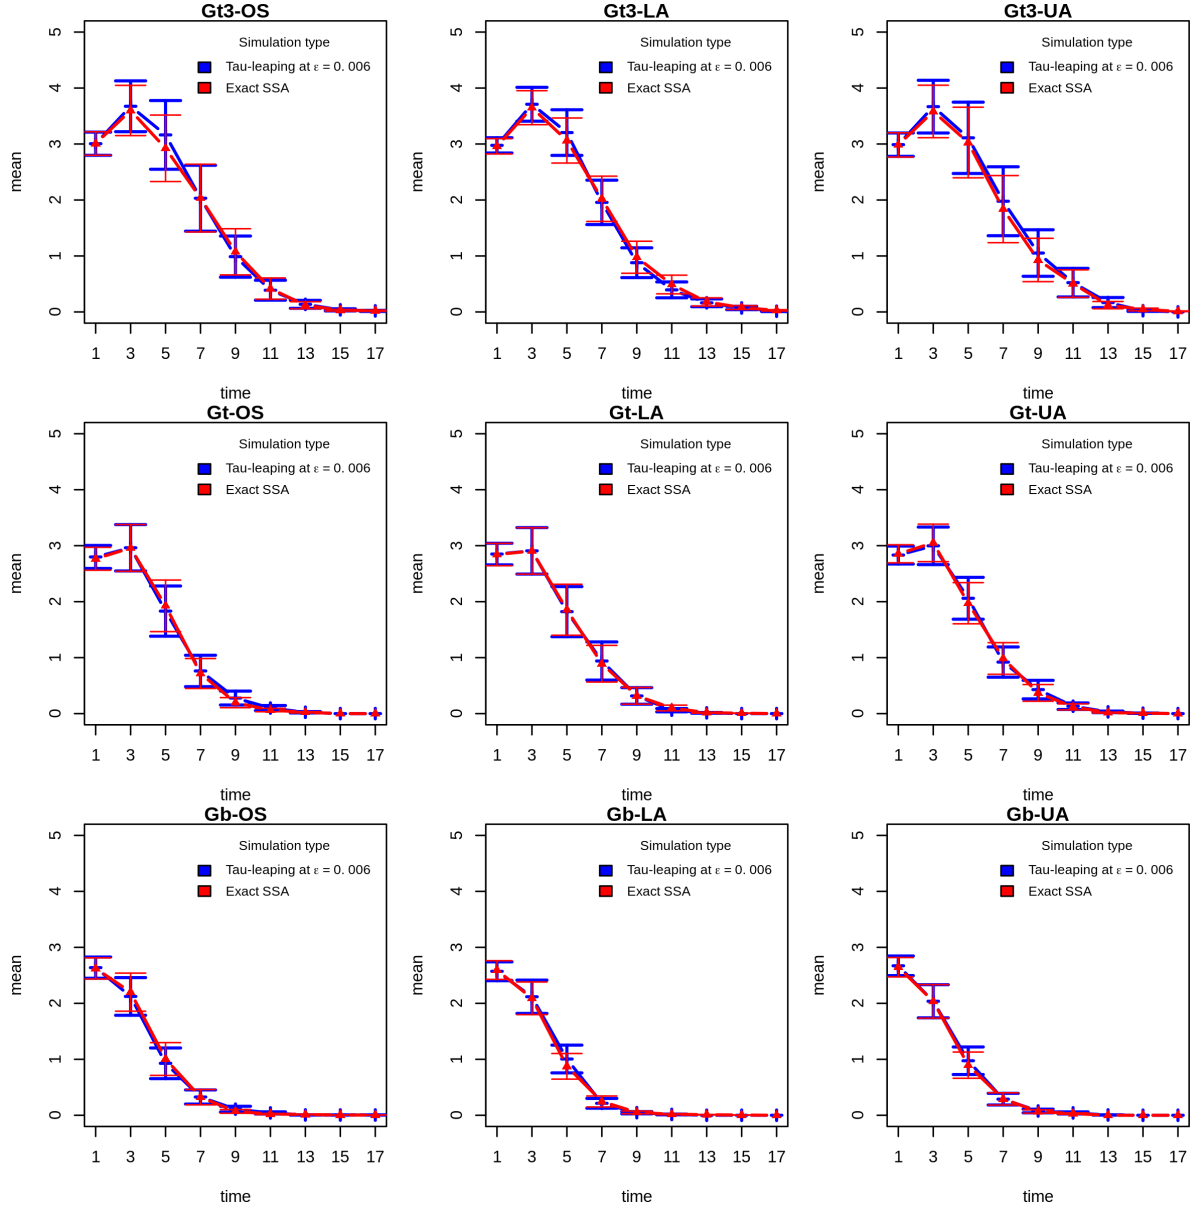 Gt3-OS
Simulation type
Tau-leaping at ε = 0. 006
Exact SSA
mean
5
4
3
2
1
0
1 3 5 7 9 11 13 15 17
time
Gt3-LA
Simulation type
Tau-leaping at ε = 0. 006
Exact SSA
mean
5
4
3
2
1
0
1 3 5 7 9 11 13 15 17
time
Gt3-UA
Simulation type
Tau-leaping at ε = 0. 006
Exact SSA
mean
5
4
3
2
1
0
1 3 5 7 9 11 13 15 17
time
Gt-OS
Simulation type
Tau-leaping at ε = 0. 006
Exact SSA
mean
5
4
3
2
1
0
1 3 5 7 9 11 13 15 17
time
Gt-LA
Simulation type
Tau-leaping at ε = 0. 006
Exact SSA
mean
5
4
3
2
1
0
1 3 5 7 9 11 13 15 17
time
Gt-UA
Simulation type
Tau-leaping at ε = 0. 006
Exact SSA
mean
5
4
3
2
1
0
1 3 5 7 9 11 13 15 17
time
Gb-OS
Simulation type
Tau-leaping at ε = 0. 006
Exact SSA
mean
5
4
3
2
1
0
1 3 5 7 9 11 13 15 17
time
Gb-LA
Simulation type
Tau-leaping at ε = 0. 006
Exact SSA
mean
5
4
3
2
1
0
1 3 5 7 9 11 13 15 17
time
Gb-UA
Simulation type
Tau-leaping at ε = 0. 006
Exact SSA
mean
5
4
3
2
1
0
1 3 5 7 9 11 13 15 17
time